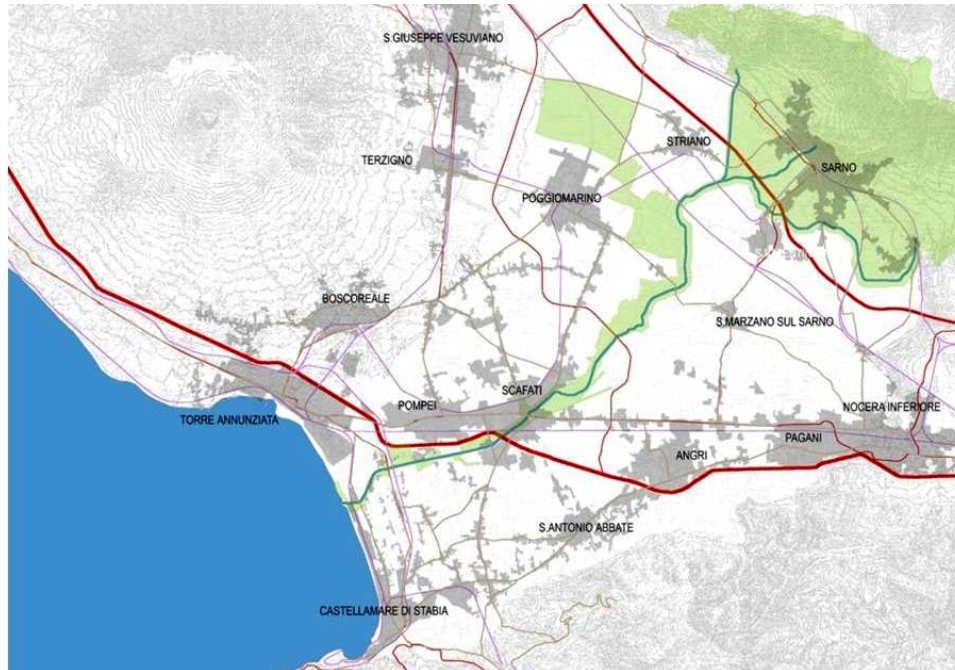 S.GIUSEPPE VESUVIANO
STRIANO
TERZIGNO
SARNO
POGGIOMARINO
BOSCOREALE
S.MARZANO SUL SARNO
SCAFATI
POMPEI
NOCERA INFERIORE
TORRE ANNUNZIATA
PAGANI
ANGRI
S.ANTONIO ABBATE
CASTELLAMARE DI STABIA